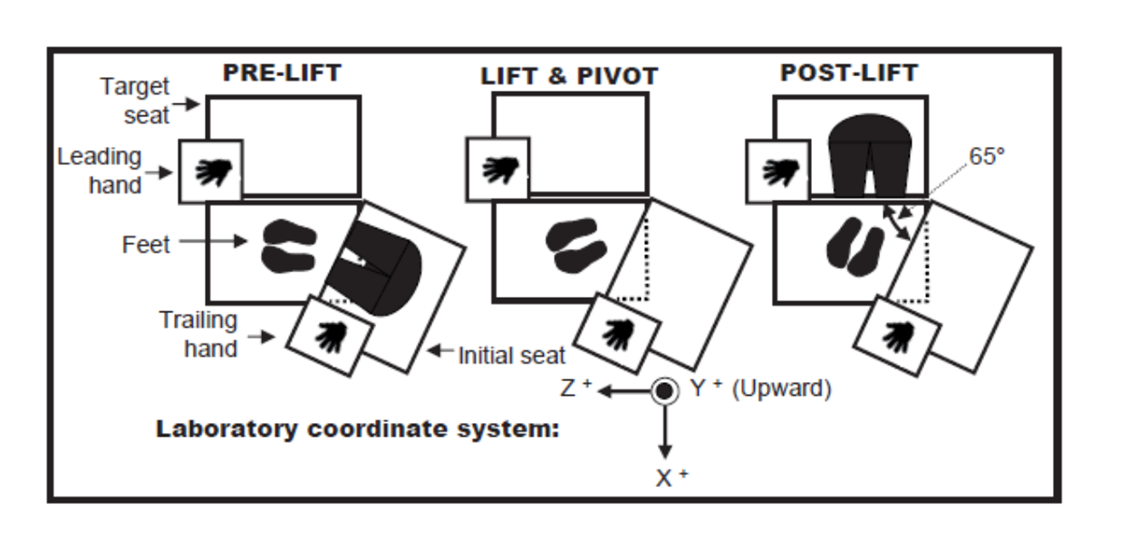 PRE-LIFT
LIFT & PIVOT
POST-LIFT
Target
seat
Leading
hand
65°
Feet
Trailing
hand
Initial seat
Z +
Y + (Upward)
Laboratory coordinate system:
X +